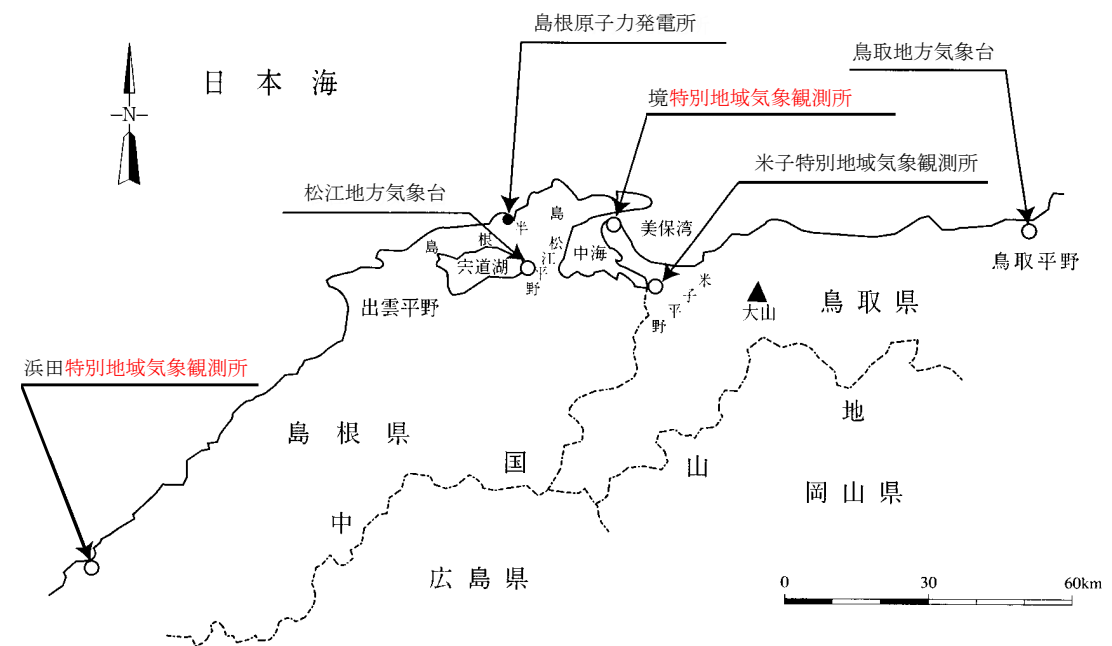 島根原子力発電所
鳥取地方気象台
日本海
境特別地域気象観測所
N
米子特別地域気象観測所
松江地方気象台
島根半島
美保湾
松江平野
中海
宍道湖
鳥取平野
米子平野
大山
出雲平野
鳥取県
浜田特別地域気象観測所
島根県
中国山地
岡山県
広島県
0 30 60km